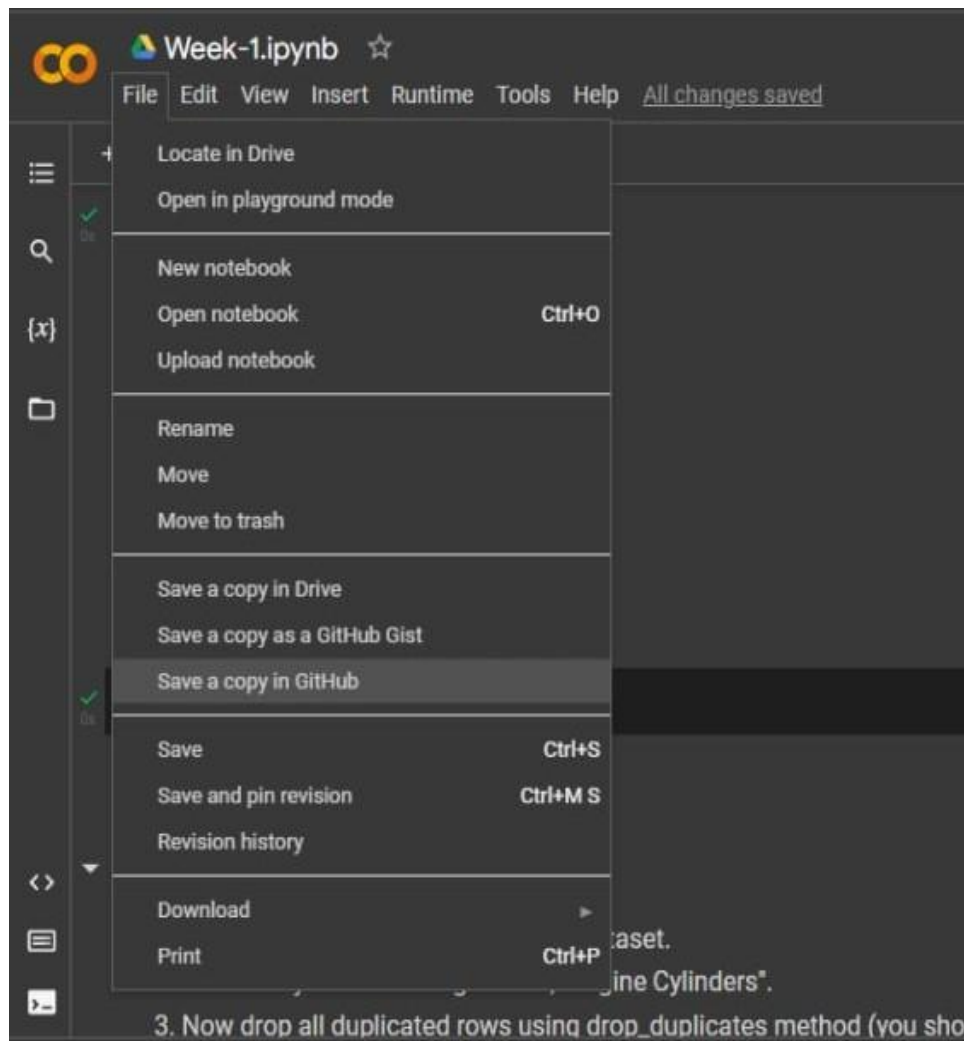 CO Week-1.ipynb
File Edit View Insert Runtime Tools Help All changes saved
Locate in Drive
Open in playground mode
0s
New notebook
Open notebook Ctrl+O
{x}
Upload notebook
Rename
Move
Move to trash
Save a copy in Drive
Save a copy as a GitHub Gist
Save a copy in GitHub
0s
Save Ctrl+S
Save and pin revision Ctrl+M S
Revision history
Download
taset.
Print Ctrl+P
ine Cylinders".
3. Now drop all duplicated rows using drop_duplicates method (you sho